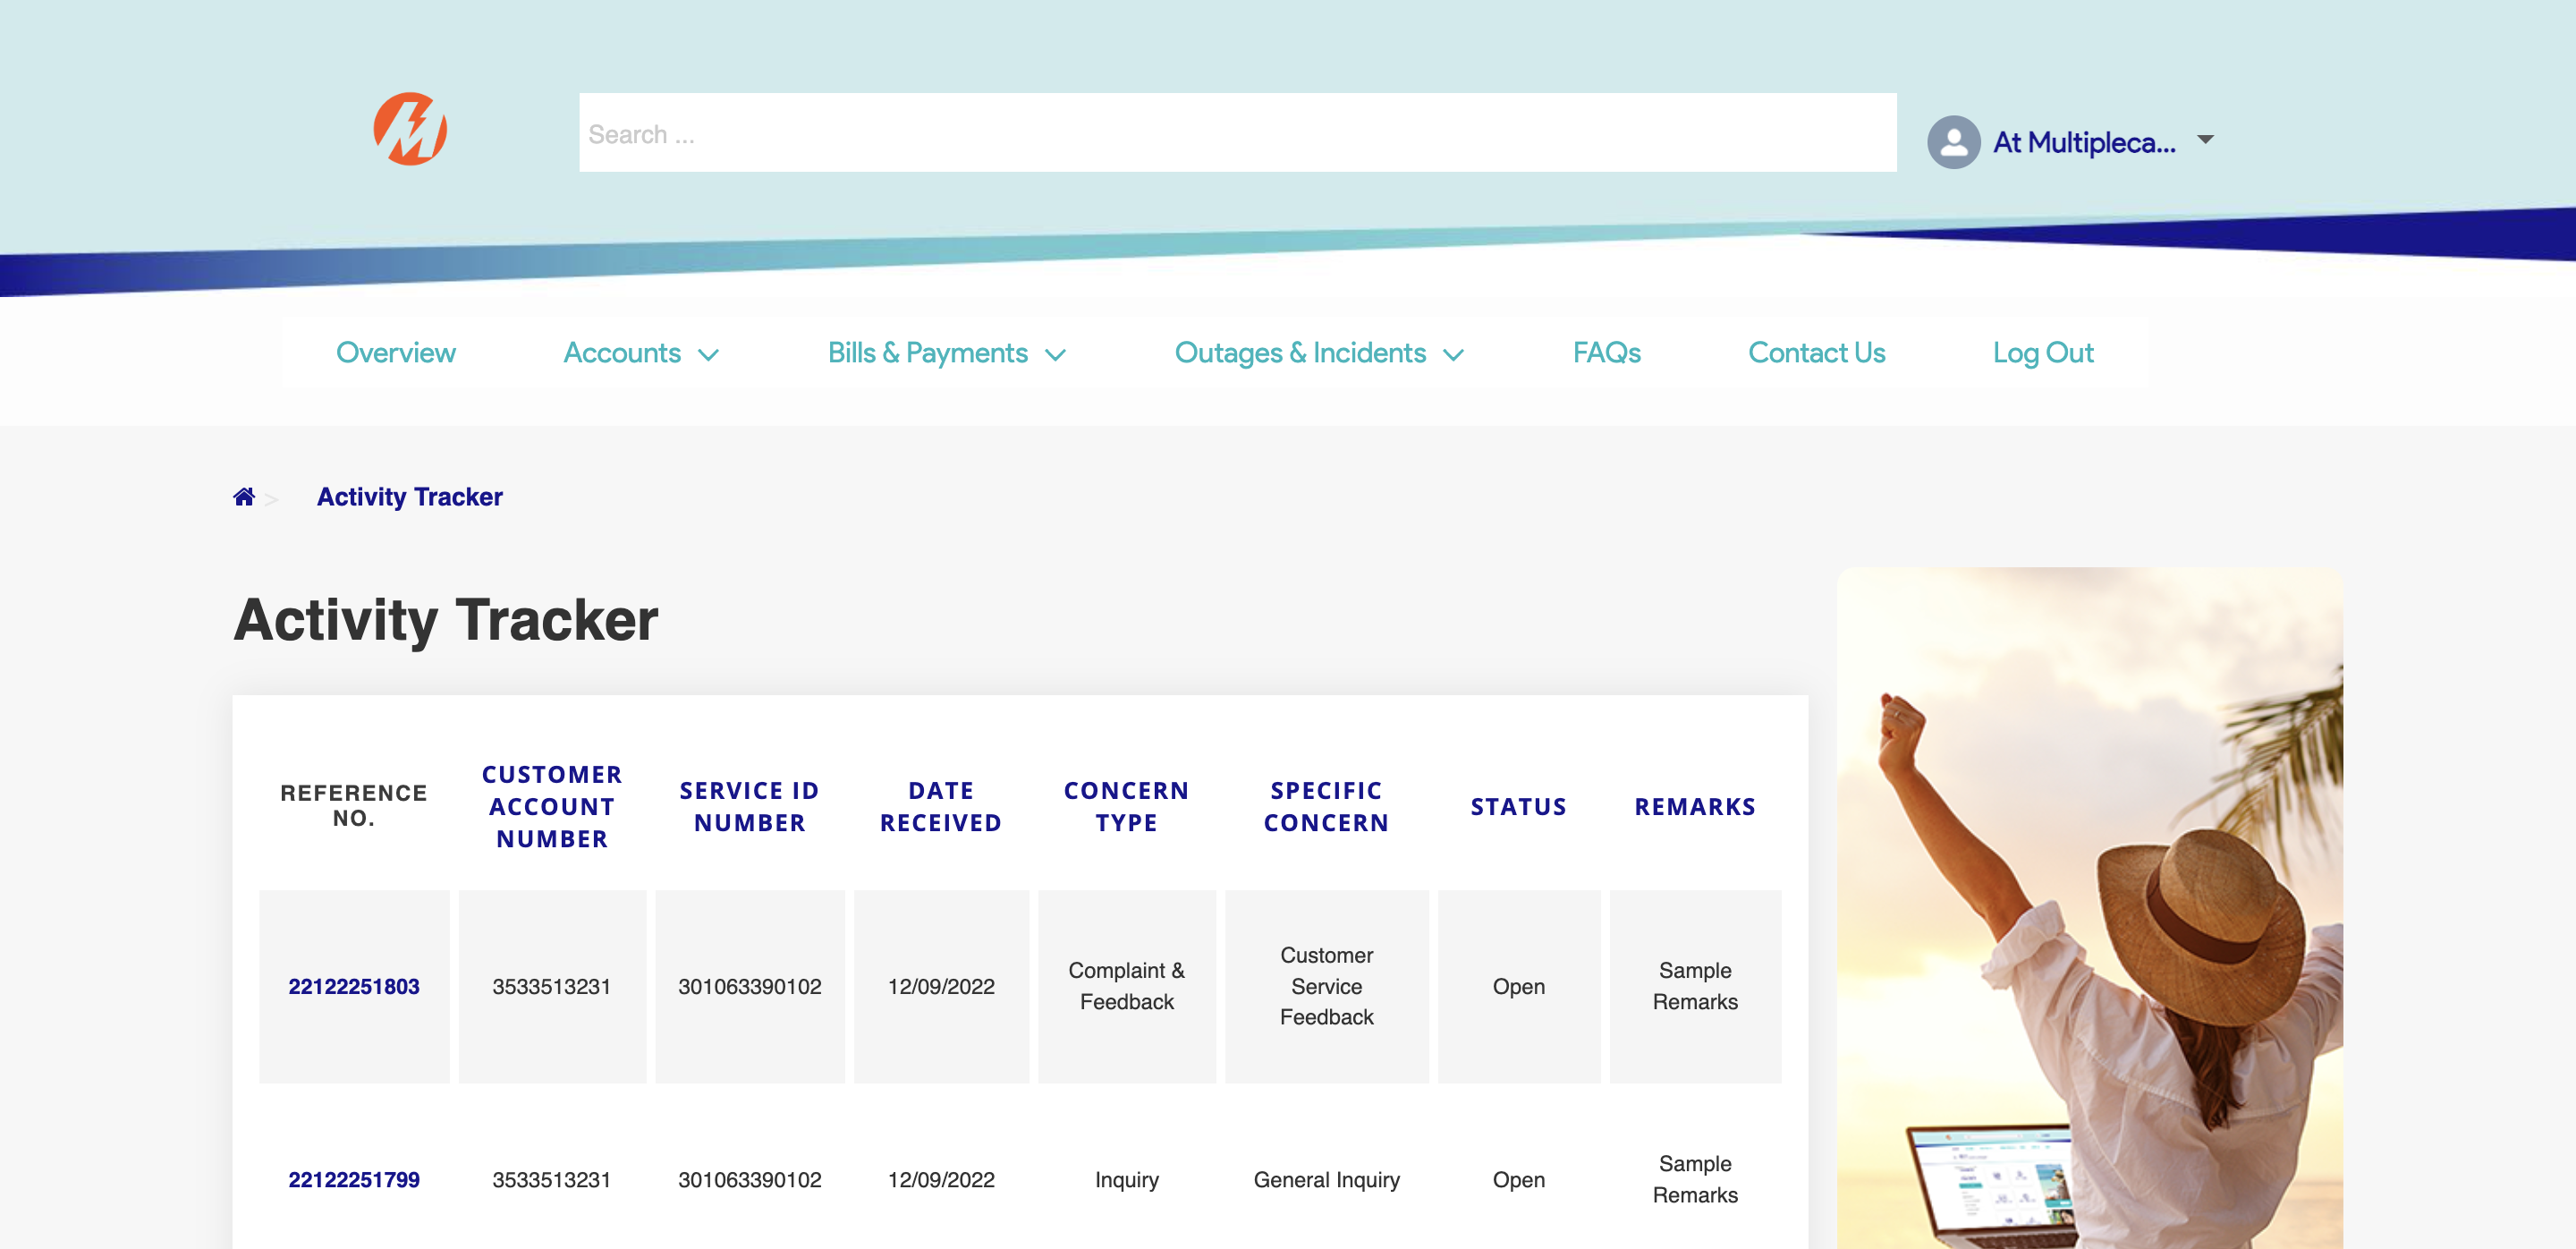 Search ...
At Multipleca...
Overview
Accounts
Bills & Payments
Outages & Incidents
FAQs
Contact Us
Log Out
> Activity Tracker
Activity Tracker
REFERENCE
NO.
CUSTOMER
ACCOUNT
NUMBER
SERVICE ID
NUMBER
DATE
RECEIVED
CONCERN
TYPE
SPECIFIC
CONCERN
STATUS
REMARKS
22122251803
3533513231
301063390102
12/09/2022
Complaint &
Feedback
Customer
Service
Feedback
Open
Sample
Remarks
22122251799
3533513231
301063390102
12/09/2022
Inquiry
General Inquiry
Open
Sample
Remarks